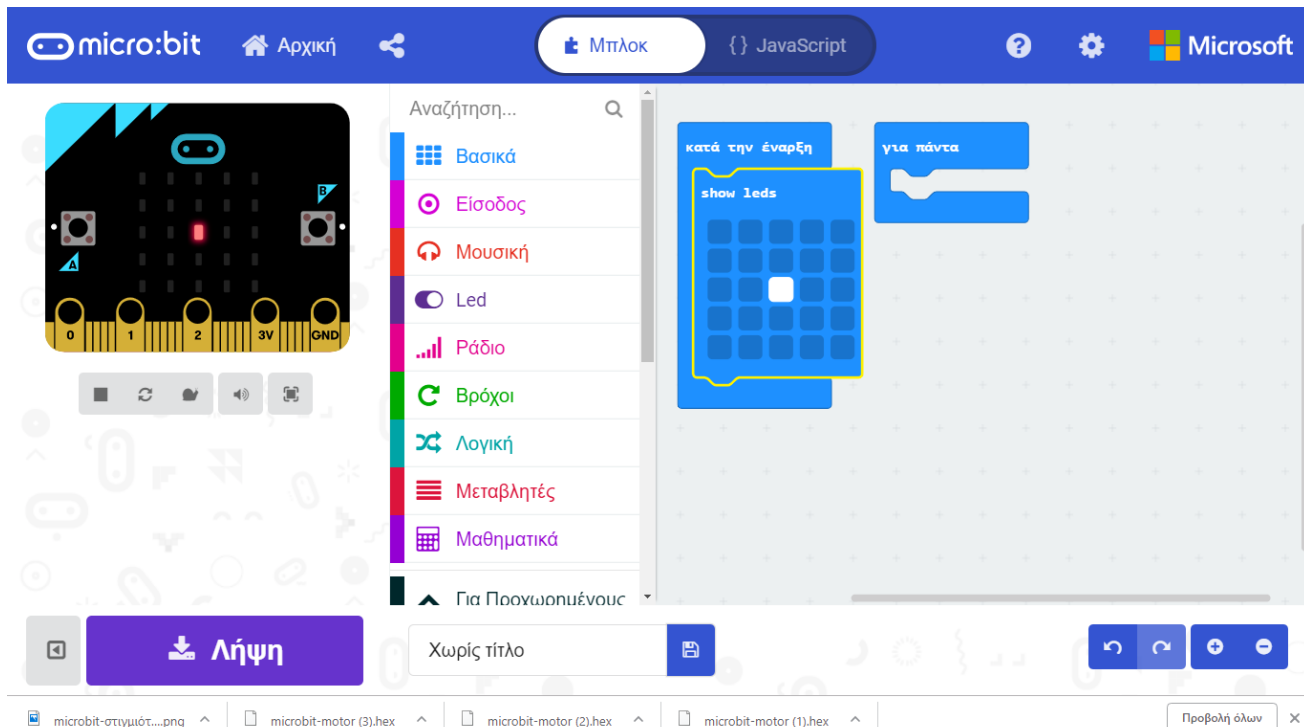 micro:bit Αρχική Μπλοκ {} JavaScript Microsoft
Αναζήτηση...
Βασικά
Είσοδος
Μουσική
Led
Ράδιο
Βρόχοι
Λογική
Μεταβλητές
Μαθηματικά
Για Προχωρημένους
B
A
0 1 2 3V GND
κατά την έναρξη
show leds
για πάντα
Λήψη
Χωρίς τίτλο
microbit-στιγμιότ....png microbit-motor (3).hex microbit-motor (2).hex microbit-motor (1).hex Προβολή όλων